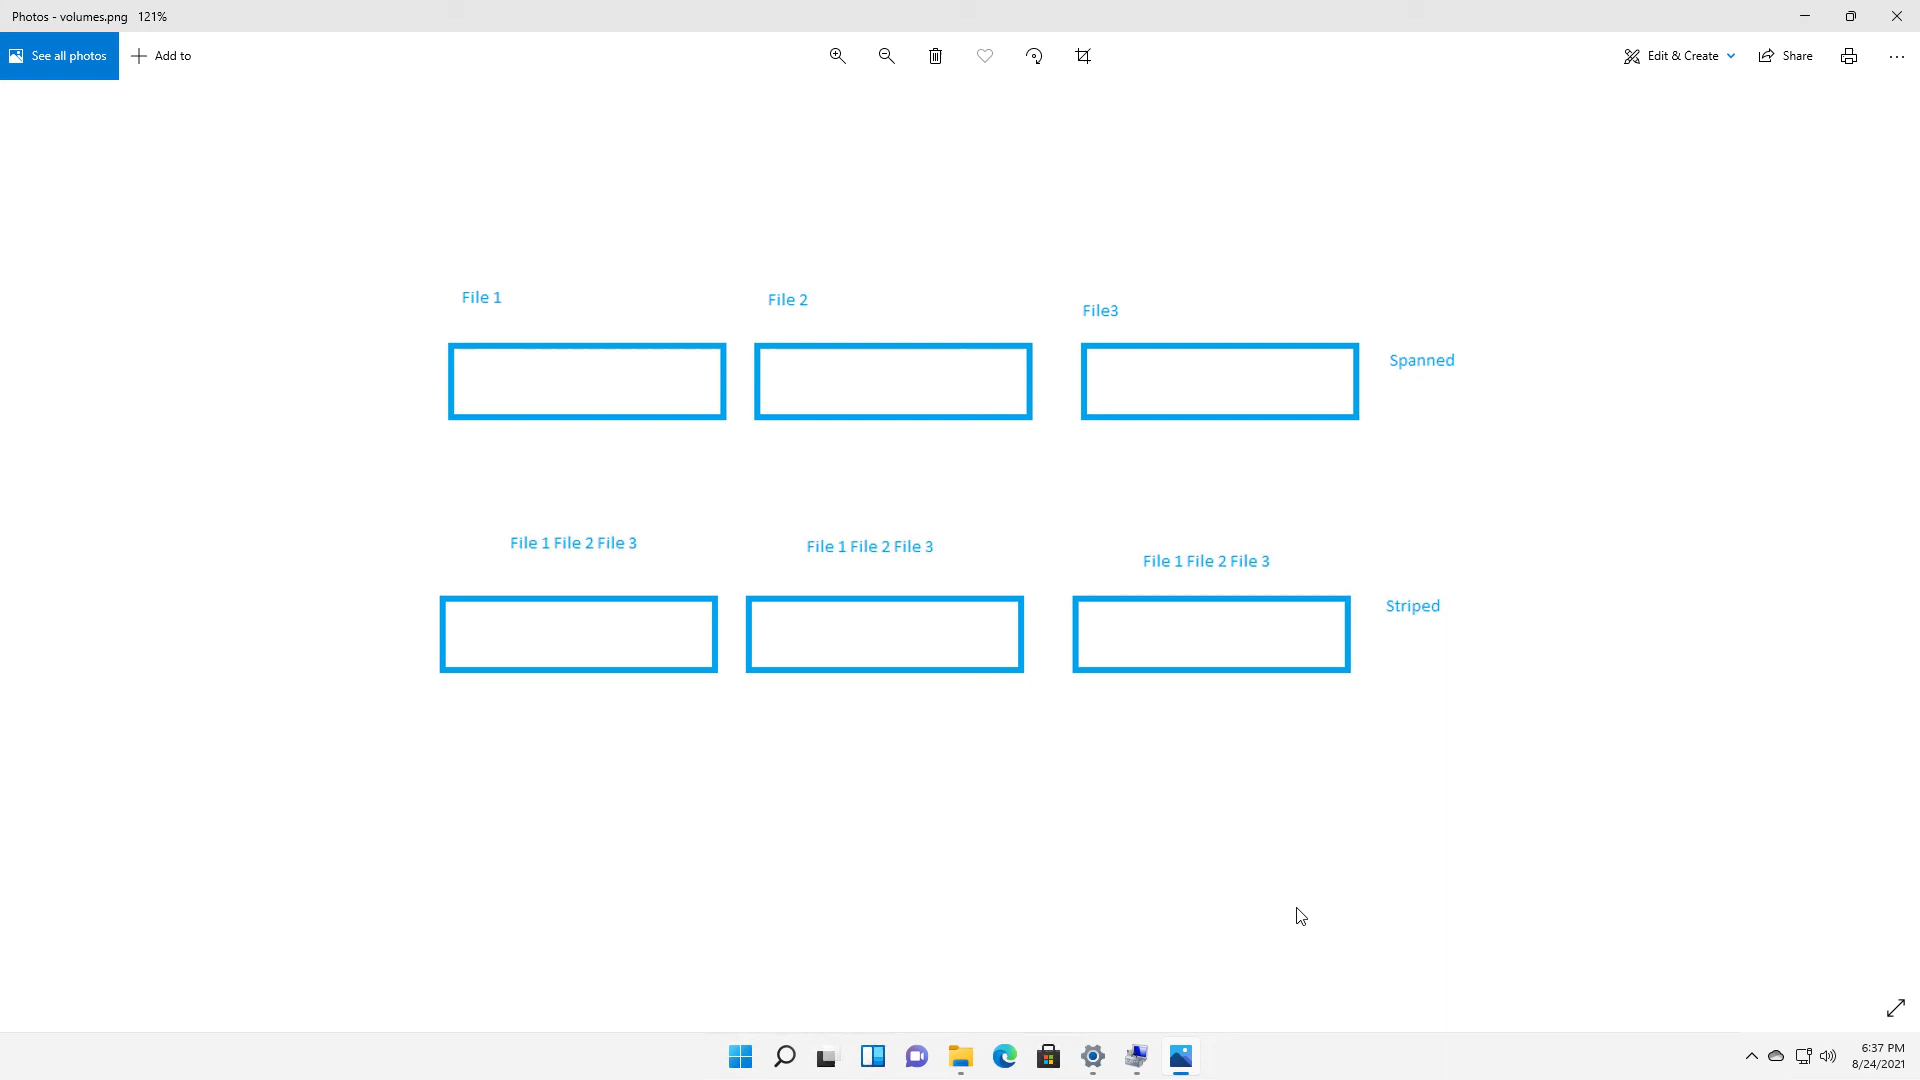 Photos - volumes.png 121%
See all photos
Add to
Edit & Create
Share
File 1
File 2
File3
Spanned
File 1 File 2 File 3
File 1 File 2 File 3
File 1 File 2 File 3
Striped
6:37 PM
8/24/2021